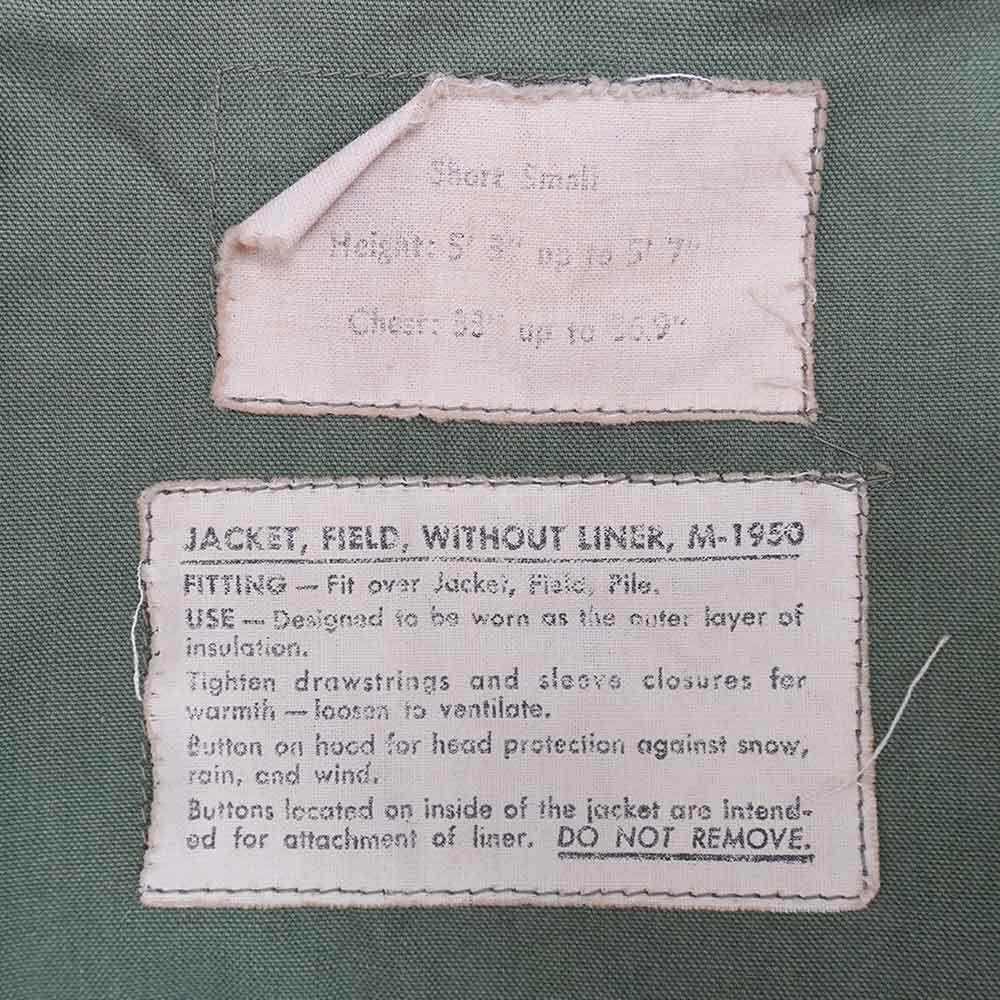 Short Small
Height: 5' 3" up to 5' 7"
Chest: 33" up to 36.9"
JACKET, FIELD, WITHOUT LINER, M-1950
FITTING — Fit over Jacket, Field, Pile.
USE — Designed to be worn as the outer layer of
insulation.
Tighten drawstrings and sleeve closures for
warmth — loosen to ventilate.
Button on hood for head protection against snow,
rain, and wind.
Buttons located on inside of the jacket are intend-
ed for attachment of liner. DO NOT REMOVE.